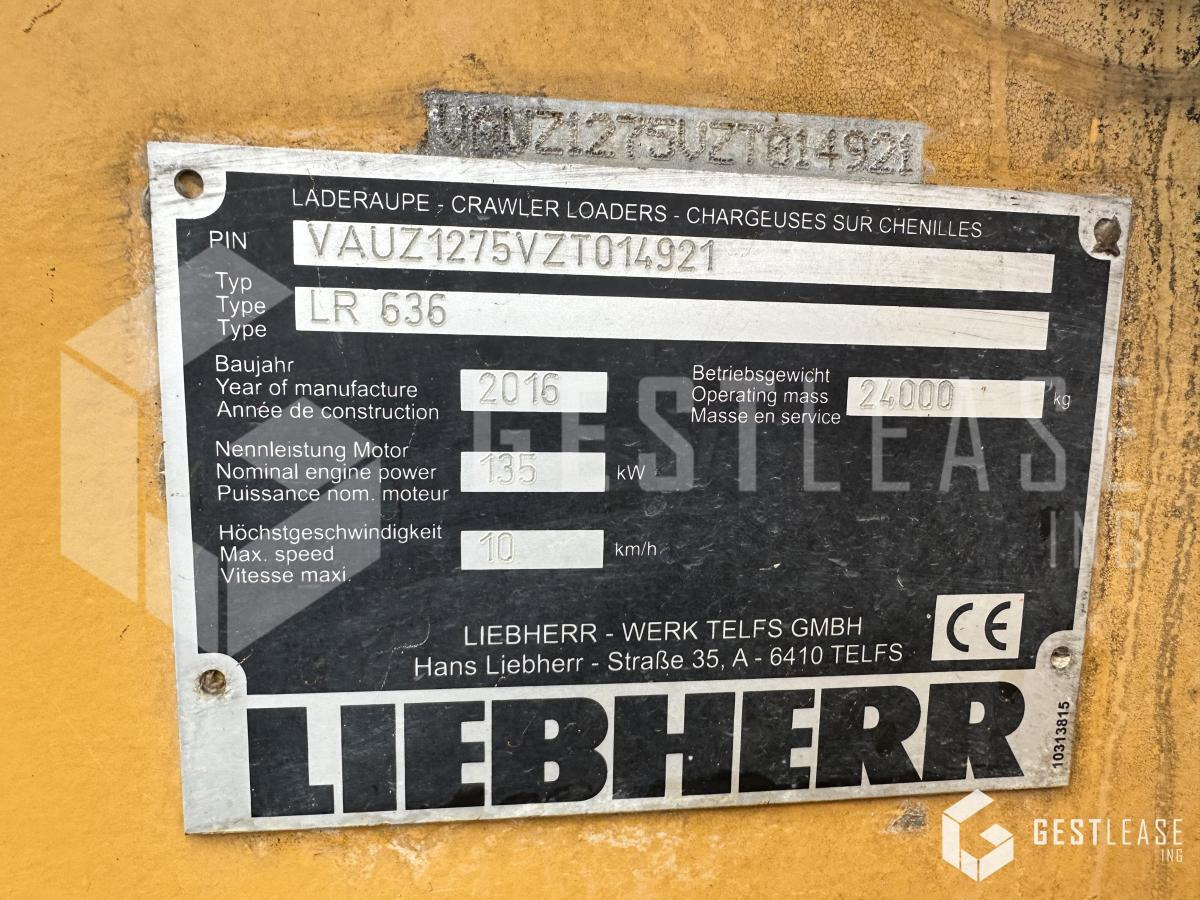 VAUZ1275VZT014921
LADERAUPE - CRAWLER LOADERS - CHARGEUSES SUR CHENILLES
PIN VAUZ1275VZT014921
Typ
Type LR 636
Type
Baujahr
Year of manufacture 2016
Année de construction
Betriebsgewicht
Operating mass 24000 kg
Masse en service
Nennleistung Motor
Nominal engine power 135 kW
Puissance nom. moteur
Höchstgeschwindigkeit
Max. speed 10 km/h
Vitesse maxi.
GESTLEASE
ING
LIEBHERR - WERK TELFS GMBH
Hans Liebherr - Straße 35, A - 6410 TELFS
CE
LIEBHERR
10313815
GESTLEASE
ING